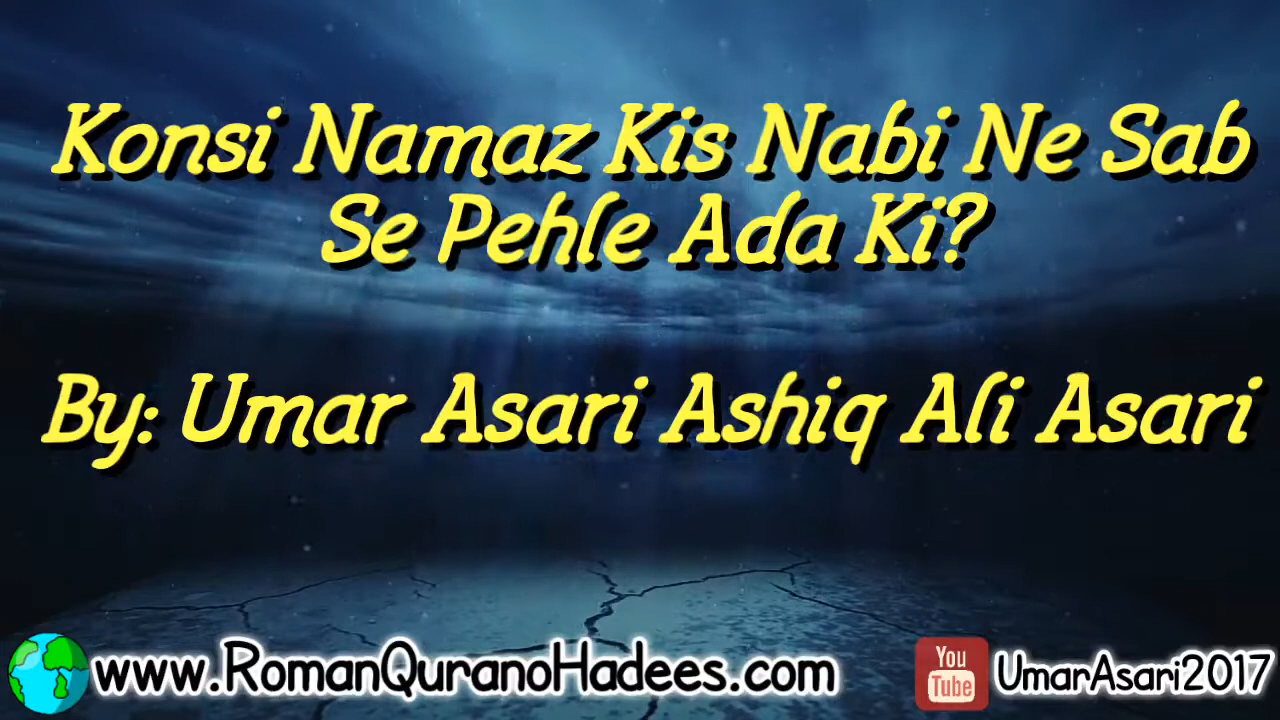 Konsi Namaz Kis Nabi Ne Sab
Se Pehle Ada Ki?
By: Umar Asari Ashiq Ali Asari
www.RomanQuranoHadees.com
You
Tube
UmarAsari2017